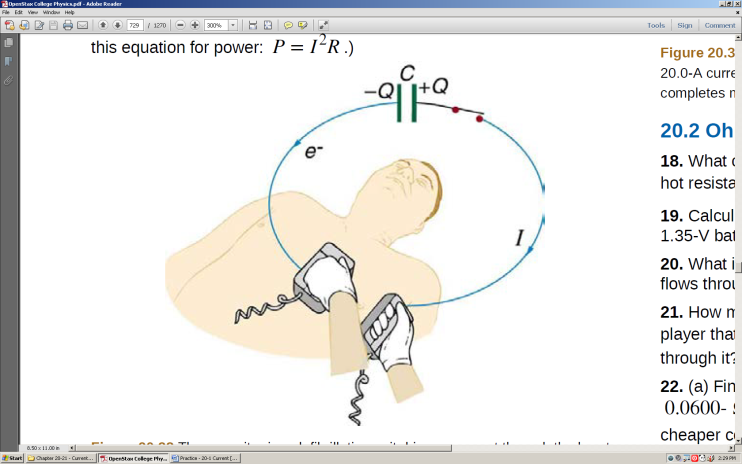 OpenStax College Physics.pdf - Adobe Reader
File Edit View Window Help
729 / 1270 300%
Tools Sign Comment
this equation for power: P = I²R .)
C
−Q +Q
e-
I
Figure 20.3
20.0-A curre
completes m
20.2 Oh
18. What
hot resista
19. Calcul
1.35-V bat
20. What i
flows throu
21. How m
player tha
through it?
22. (a) Fin
0.0600-
cheaper c
8.50 x 11.00 in
Start Chapter 20-21 - Current... OpenStax College Phy... Practice - 20-1 Current [... 2:29 PM